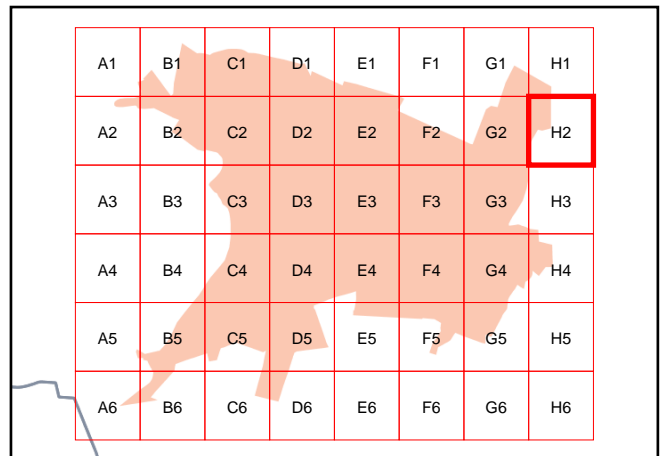 A1 B1 C1 D1 E1 F1 G1 H1
A2 B2 C2 D2 E2 F2 G2 H2
A3 B3 C3 D3 E3 F3 G3 H3
A4 B4 C4 D4 E4 F4 G4 H4
A5 B5 C5 D5 E5 F5 G5 H5
A6 B6 C6 D6 E6 F6 G6 H6